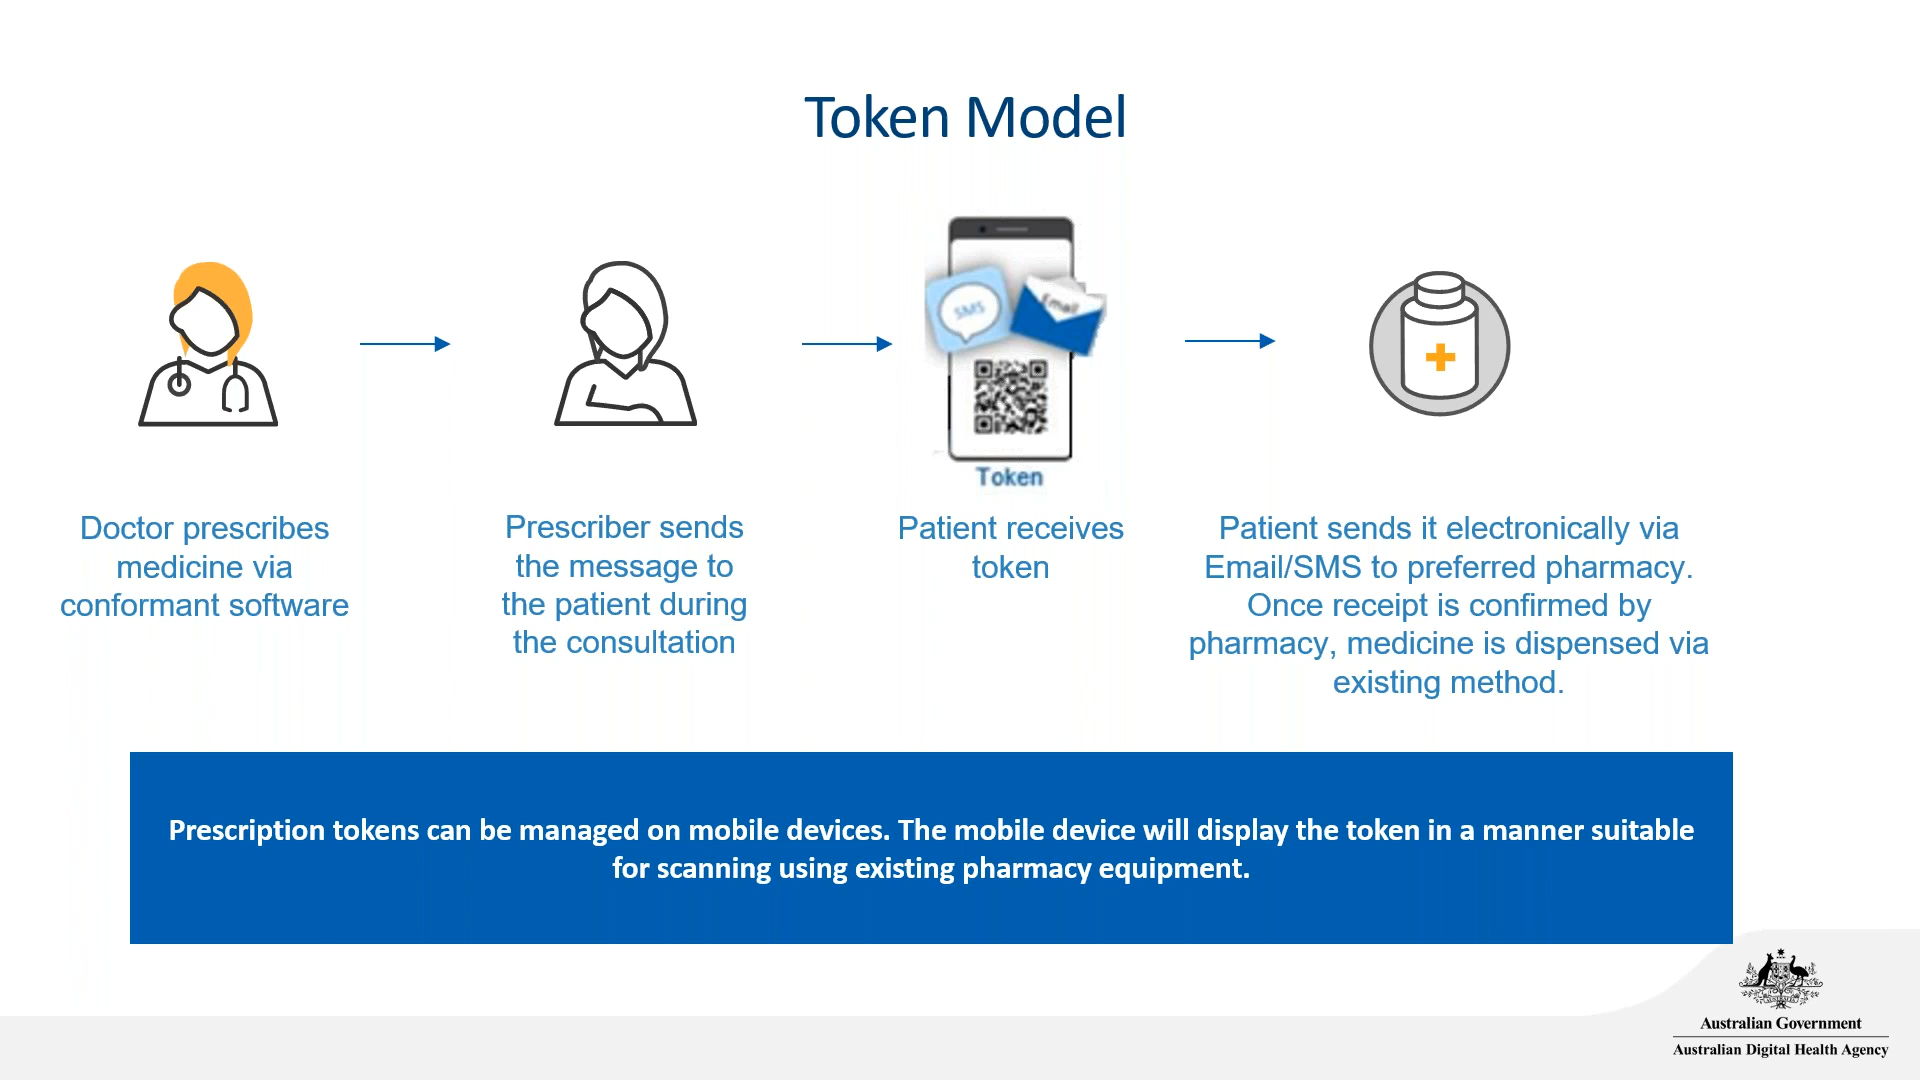 Token Model
SMS
Email
Token
Doctor prescribes
medicine via
conformant software
Prescriber sends
the message to
the patient during
the consultation
Patient receives
token
Patient sends it electronically via
Email/SMS to preferred pharmacy.
Once receipt is confirmed by
pharmacy, medicine is dispensed via
existing method.
Prescription tokens can be managed on mobile devices. The mobile device will display the token in a manner suitable
for scanning using existing pharmacy equipment.
Australian Government
Australian Digital Health Agency